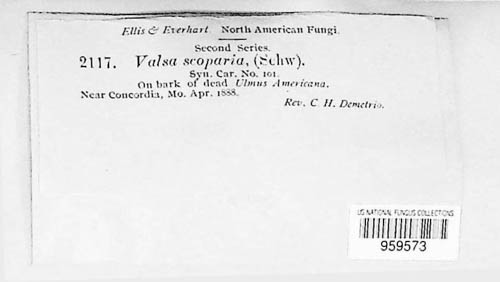 Ellis & Everhart. North American Fungi.
Second Series.
2117. Valsa scoparia, (Schw).
Syn. Car. No. 101.
On bark of dead Ulmus Americana.
Near Concordia, Mo. Apr. 1888.
Rev. C. H. Demetrio.
US NATIONAL FUNGUS COLLECTIONS
959573